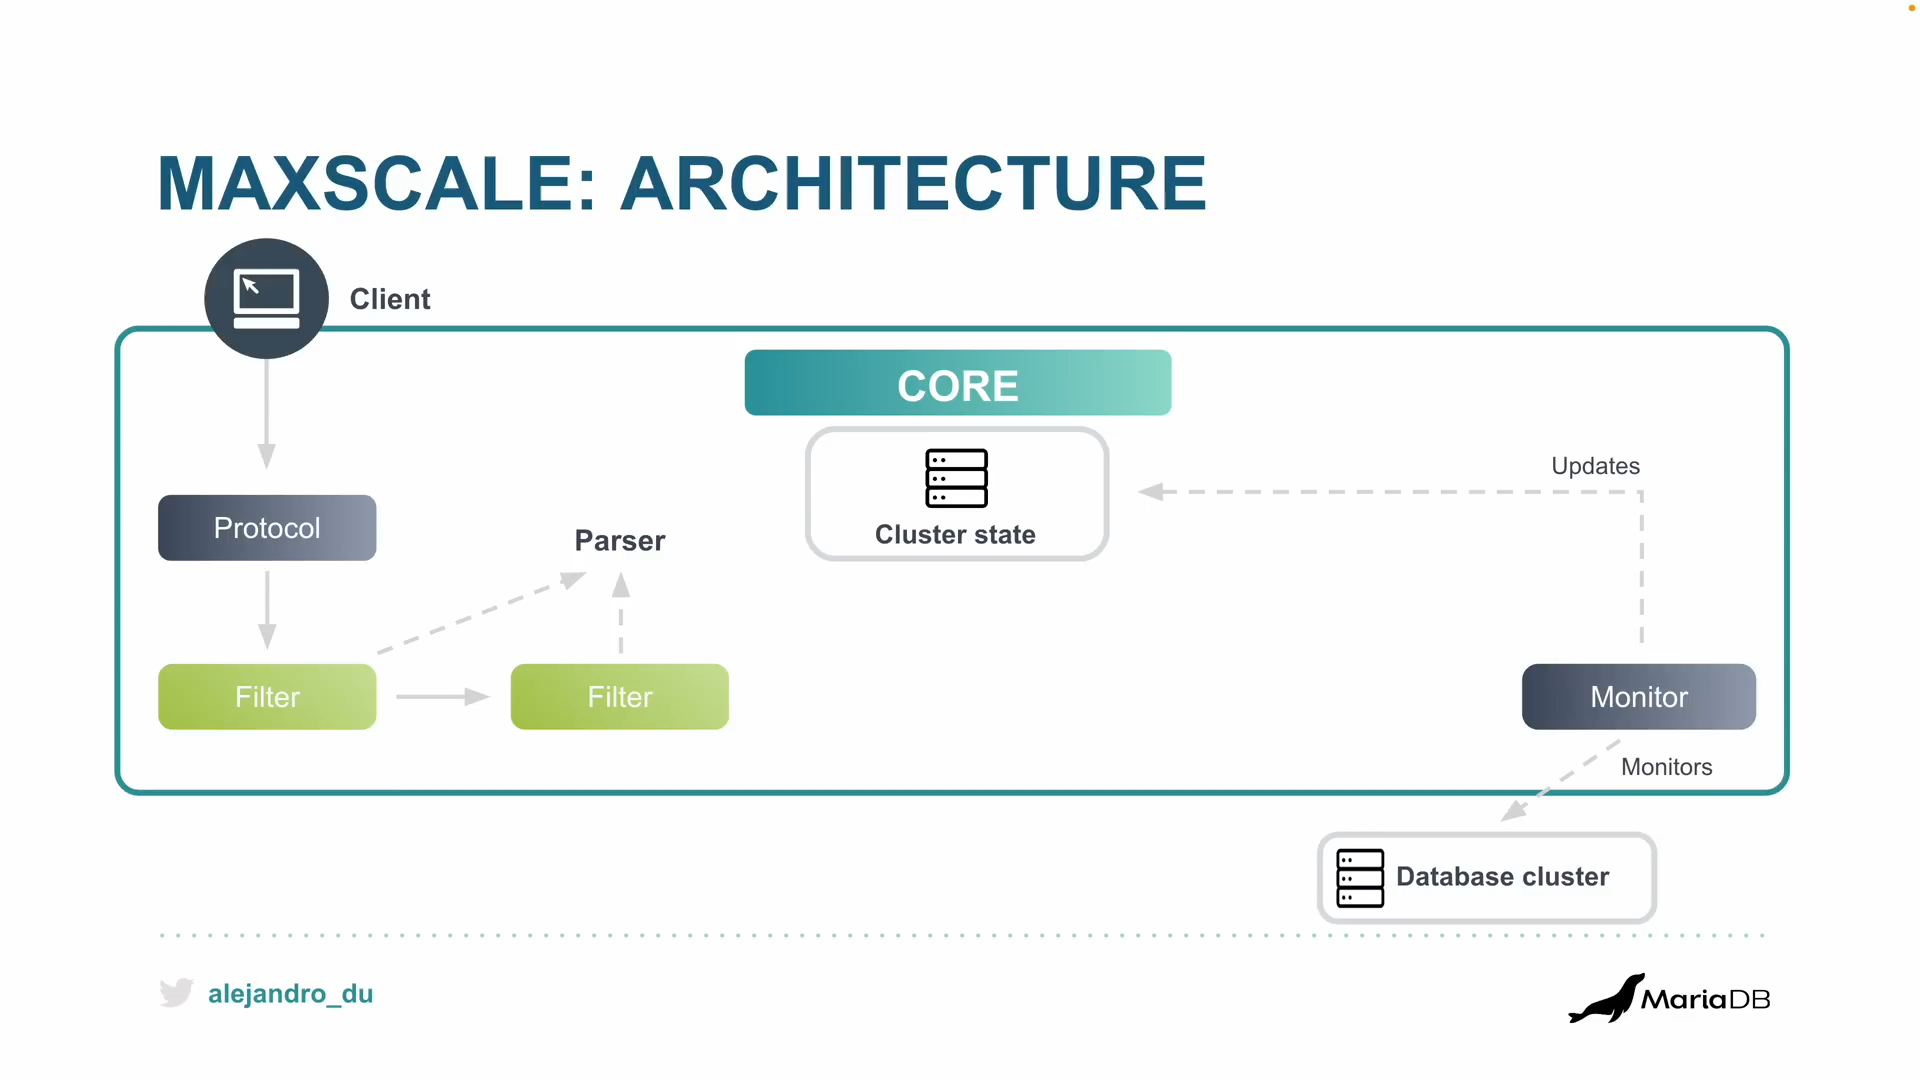 MAXSCALE: ARCHITECTURE
Client
CORE
Cluster state
Updates
Protocol
Parser
Filter
Filter
Monitor
Monitors
Database cluster
alejandro_du
MariaDB